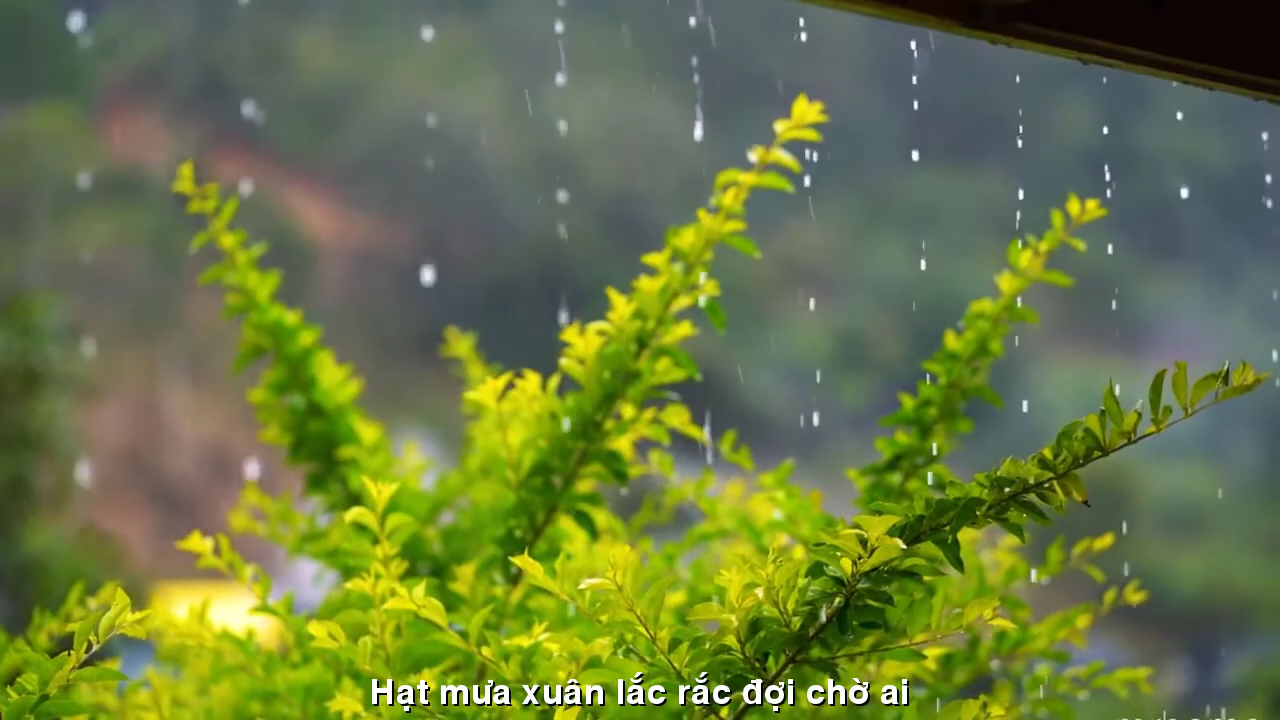 Hạt mưa xuân lắc rắc đợi chờ ai